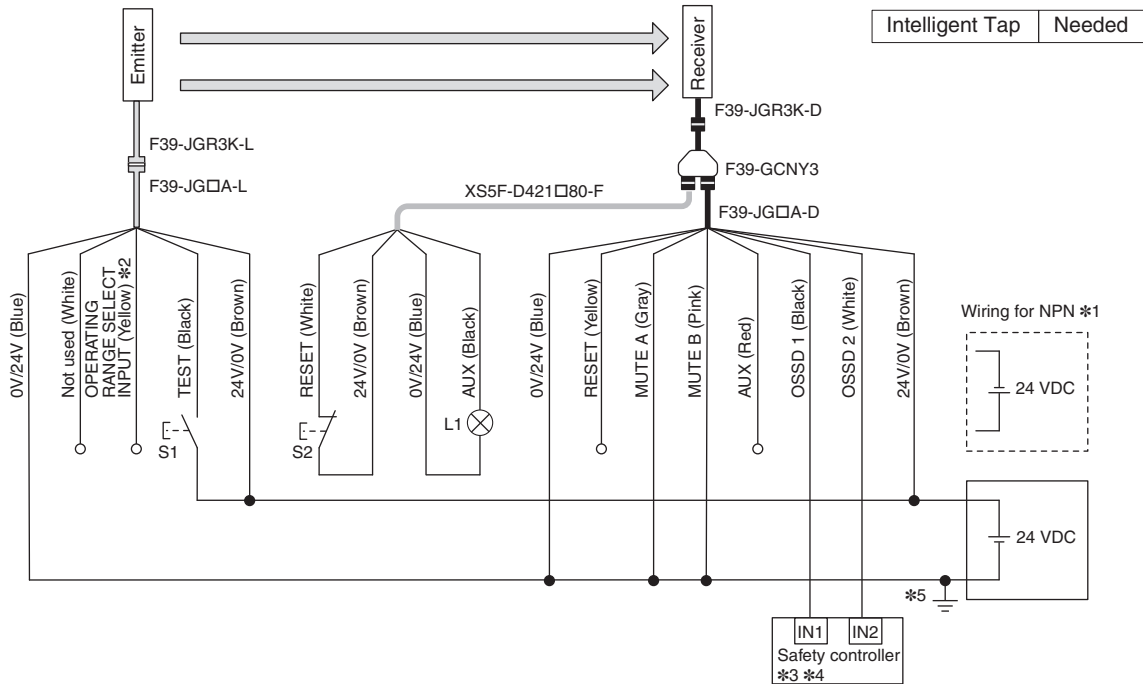 Intelligent Tap Needed
Emitter
Receiver
F39-JGR3K-L
F39-JG□A-L
F39-JGR3K-D
F39-GCNY3
XS5F-D421□80-F
F39-JG□A-D
0V/24V (Blue)
Not used (White)
OPERATING
RANGE SELECT
INPUT (Yellow) *2
TEST (Black)
24V/0V (Brown)
RESET (White)
24V/0V (Brown)
0V/24V (Blue)
AUX (Black)
0V/24V (Blue)
RESET (Yellow)
MUTE A (Gray)
MUTE B (Pink)
AUX (Red)
OSSD 1 (Black)
OSSD 2 (White)
24V/0V (Brown)
S1
S2
L1
Wiring for NPN *1
24 VDC
24 VDC
*5
IN1 IN2
Safety controller
*3 *4